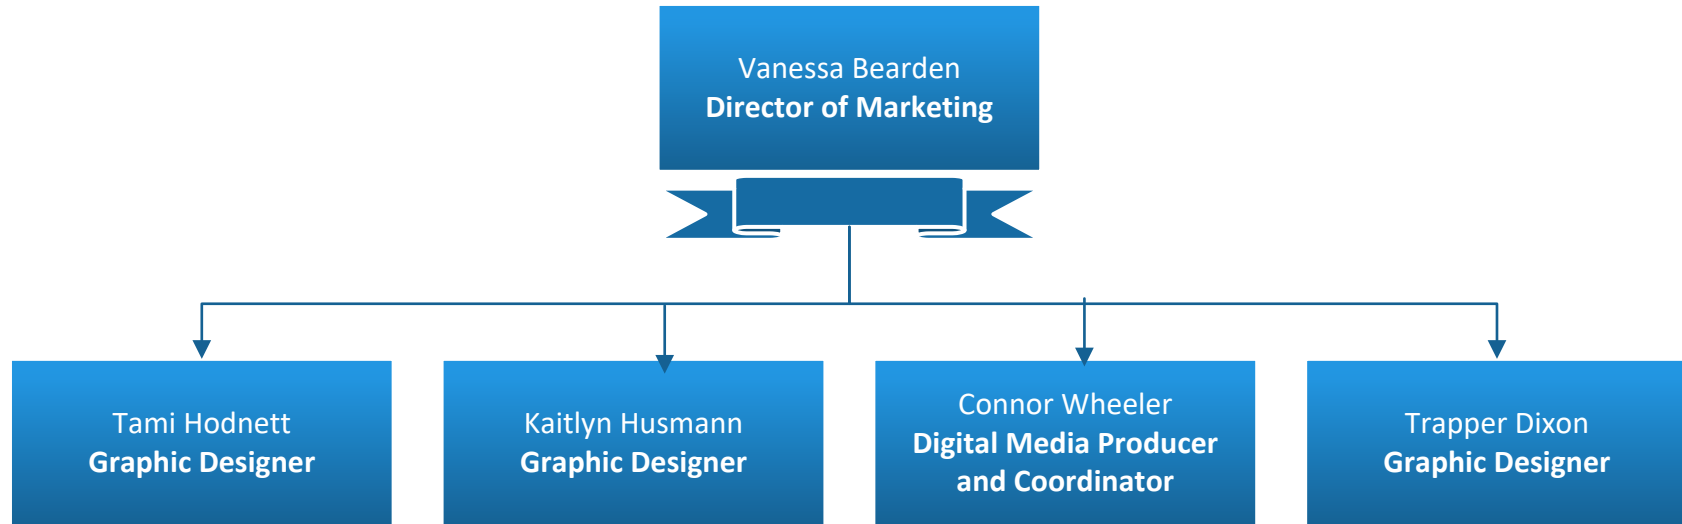 Vanessa Bearden
Director of Marketing
Tami Hodnett
Graphic Designer
Kaitlyn Husmann
Graphic Designer
Connor Wheeler
Digital Media Producer
and Coordinator
Trapper Dixon
Graphic Designer